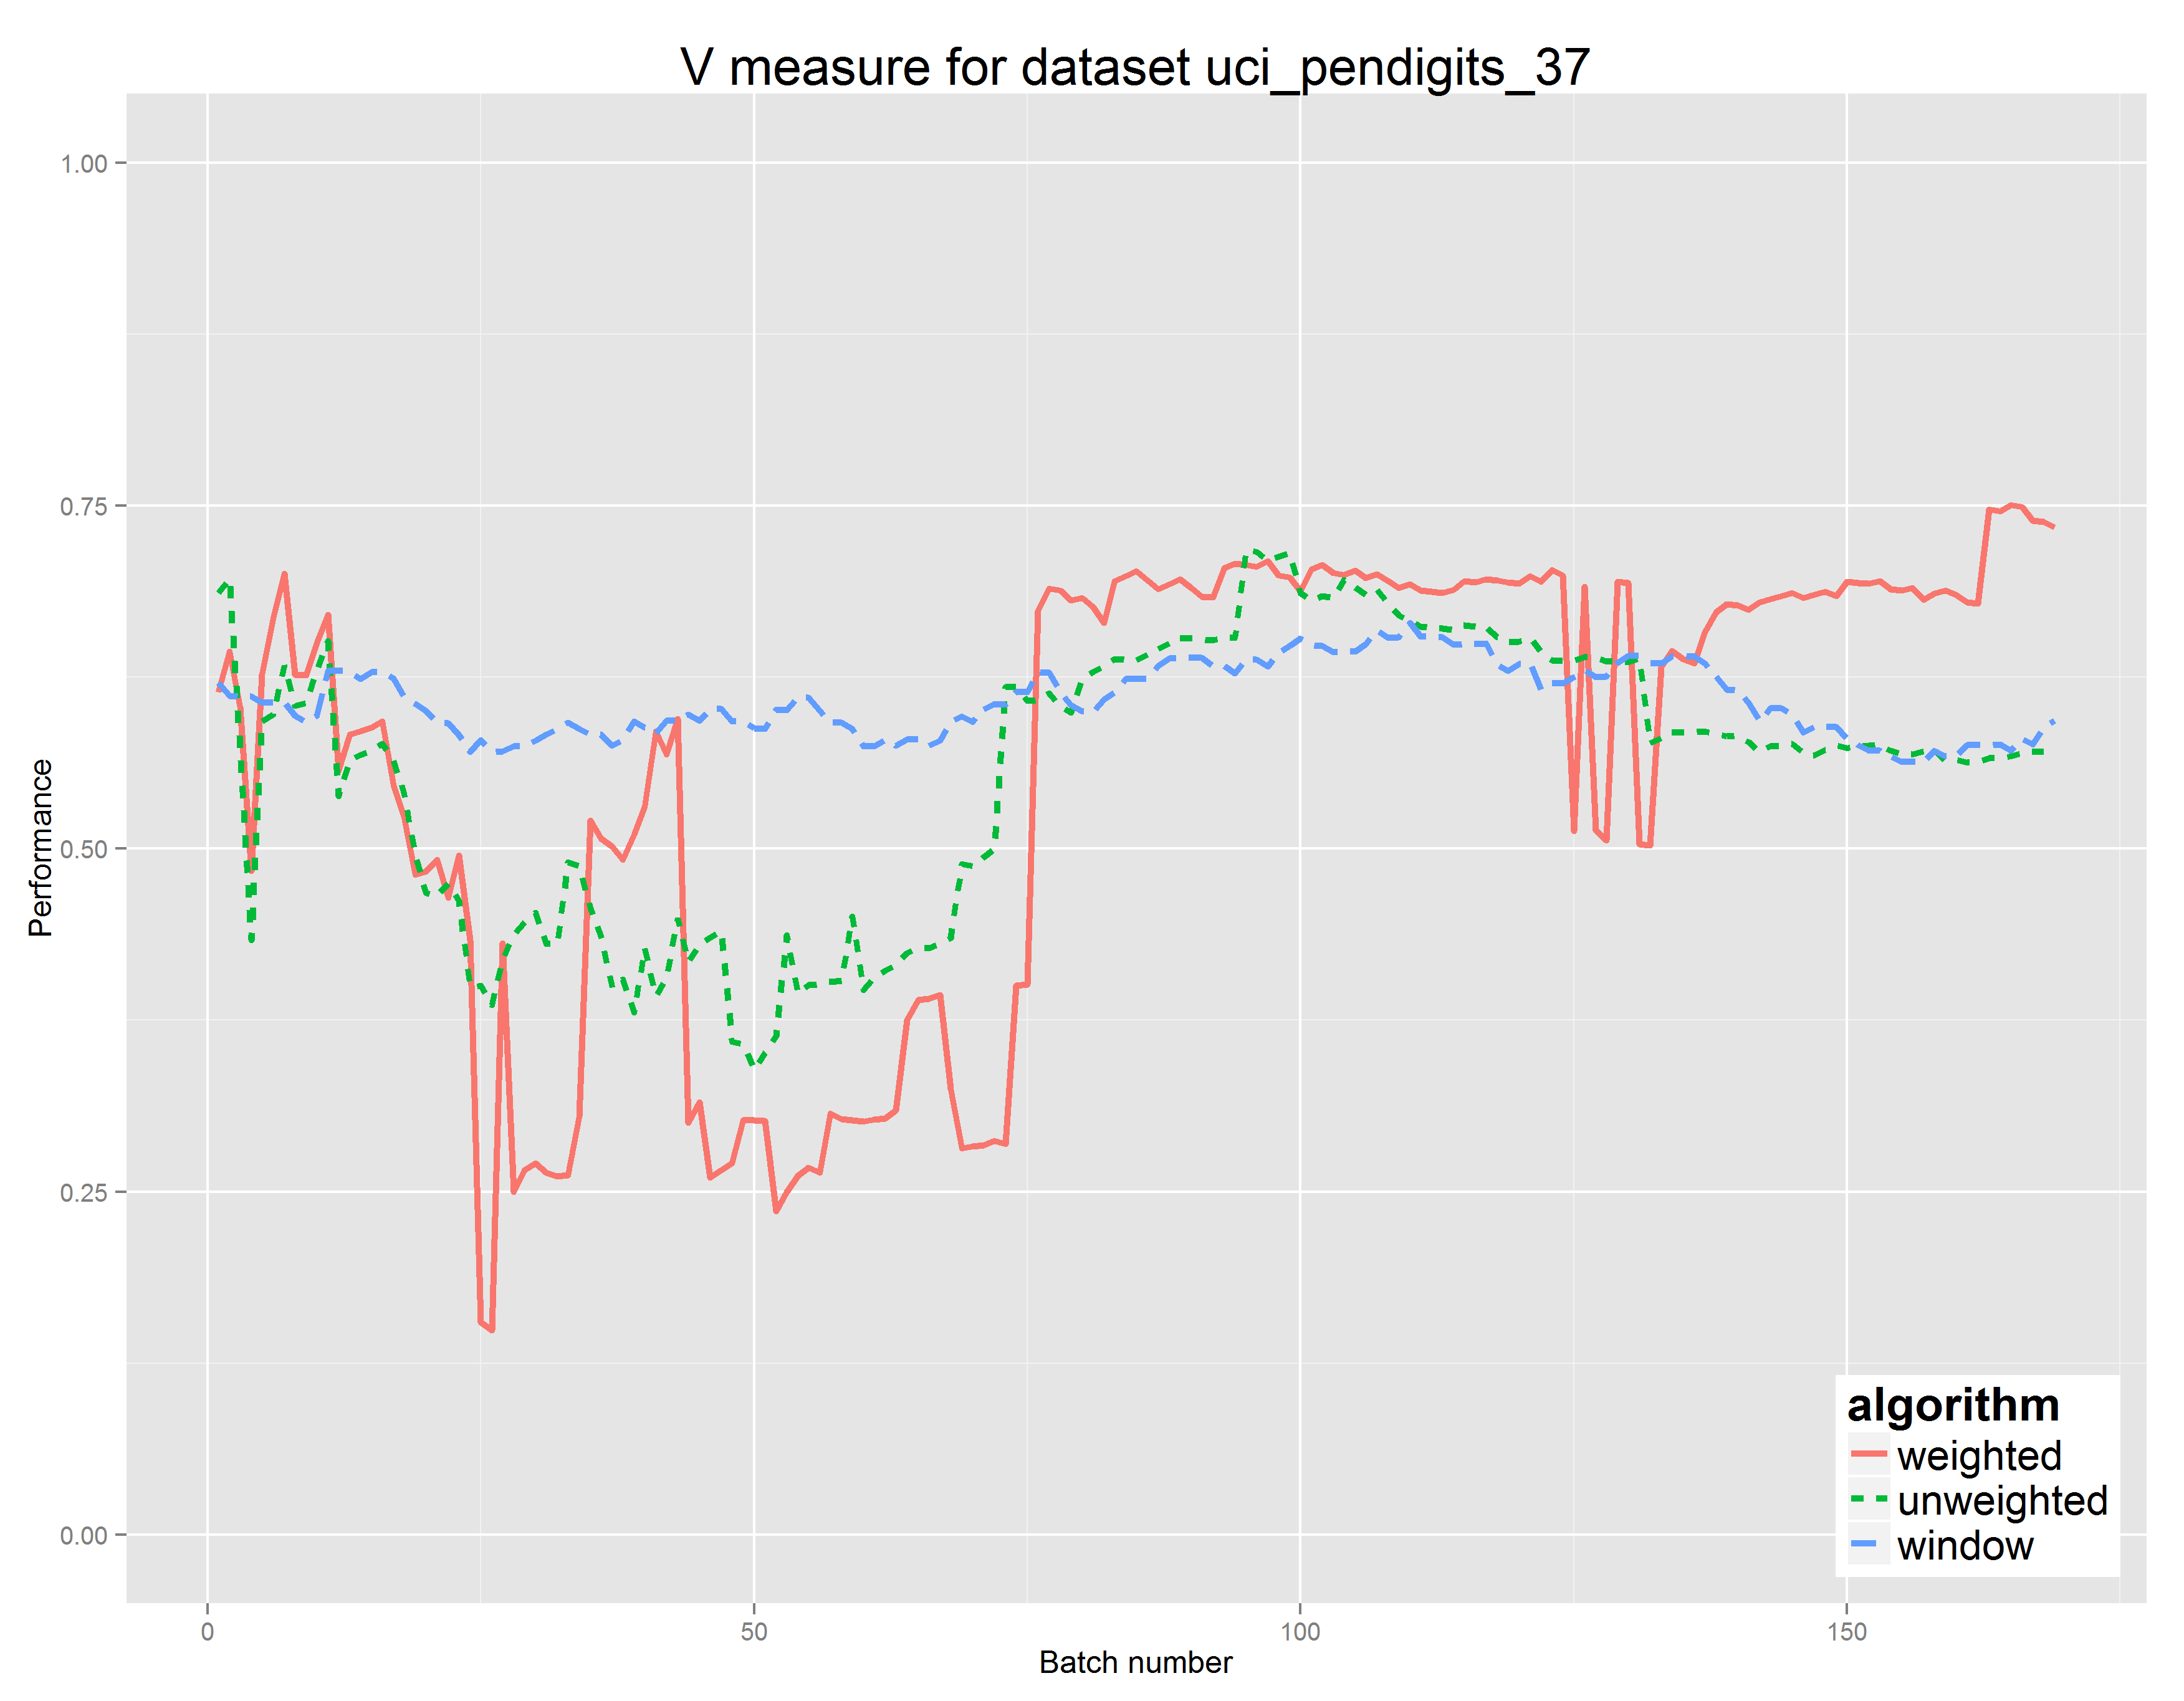 V measure for dataset uci_pendigits_37
1.00
0.75
0.50
0.25
0.00
Performance
0
50
100
150
Batch number
algorithm
weighted
unweighted
window